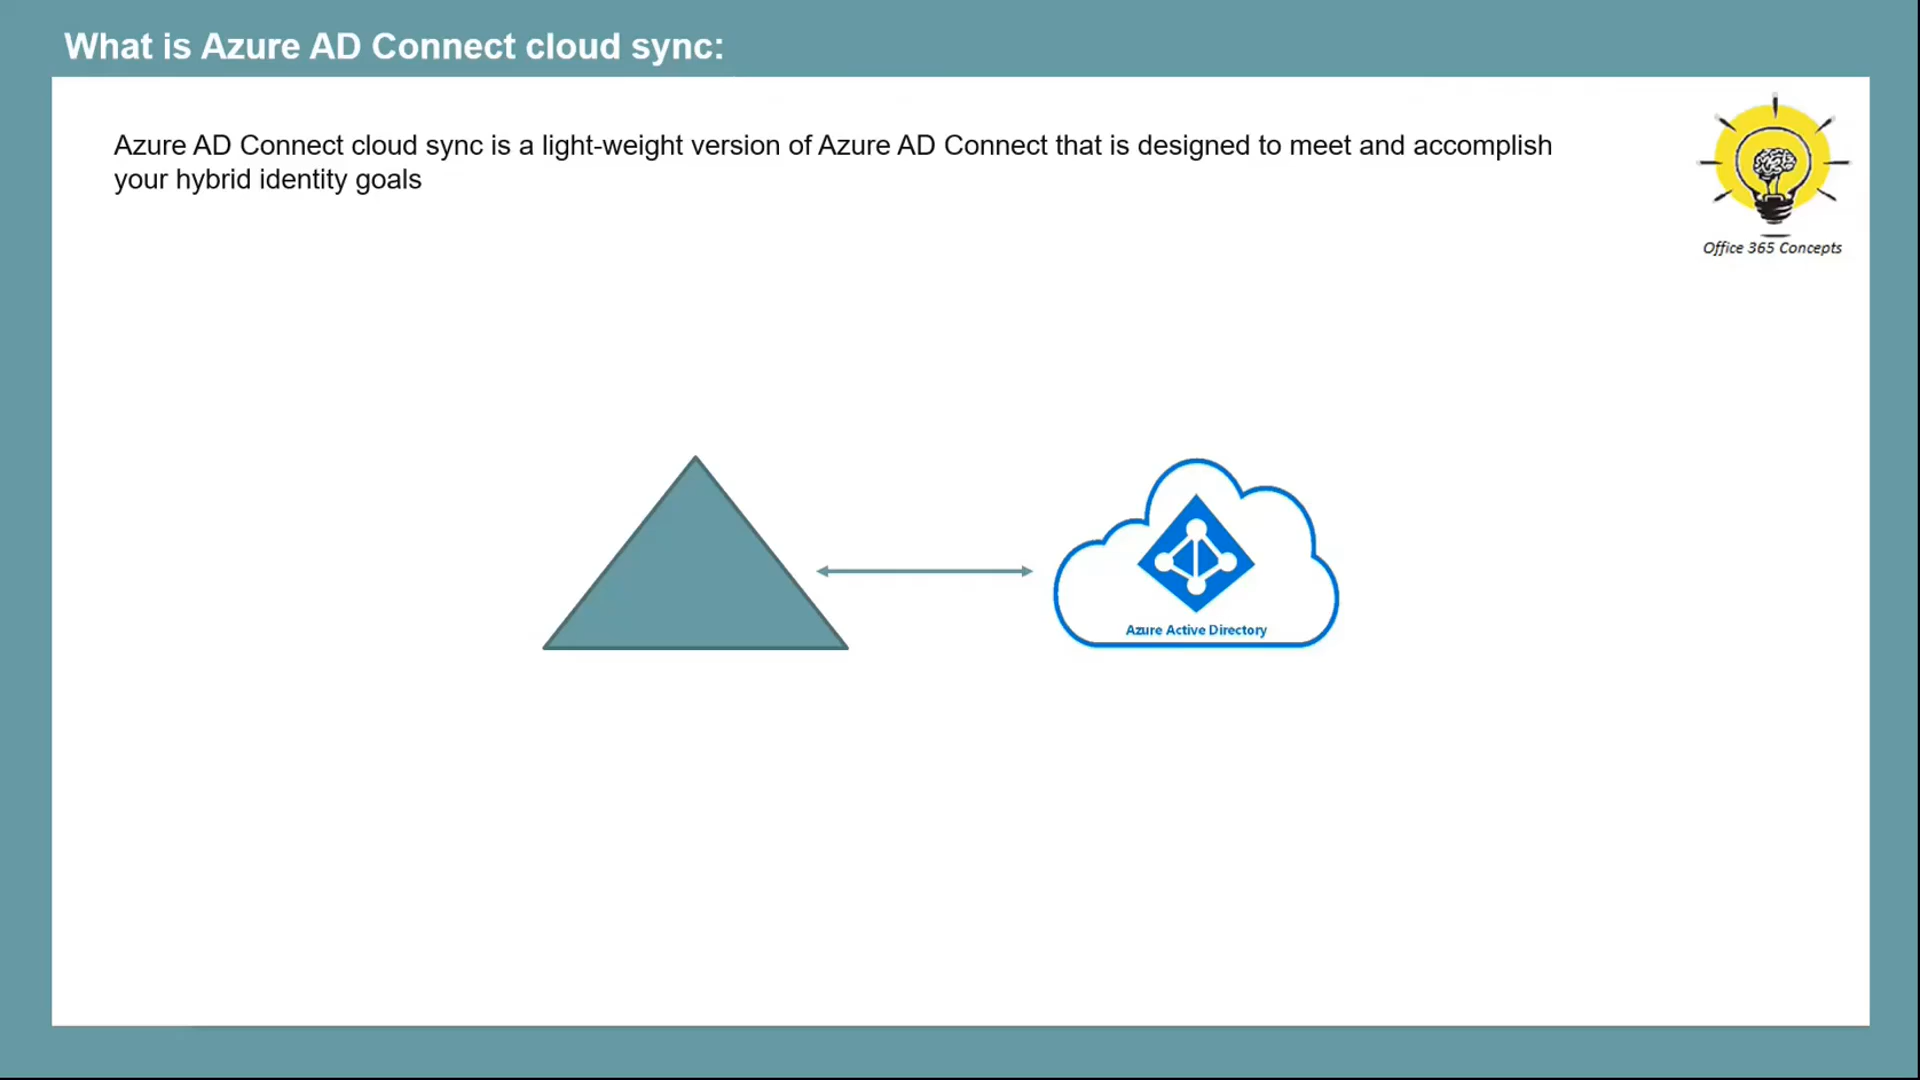 What is Azure AD Connect cloud sync:
Azure AD Connect cloud sync is a light-weight version of Azure AD Connect that is designed to meet and accomplish
your hybrid identity goals
Office 365 Concepts
Azure Active Directory